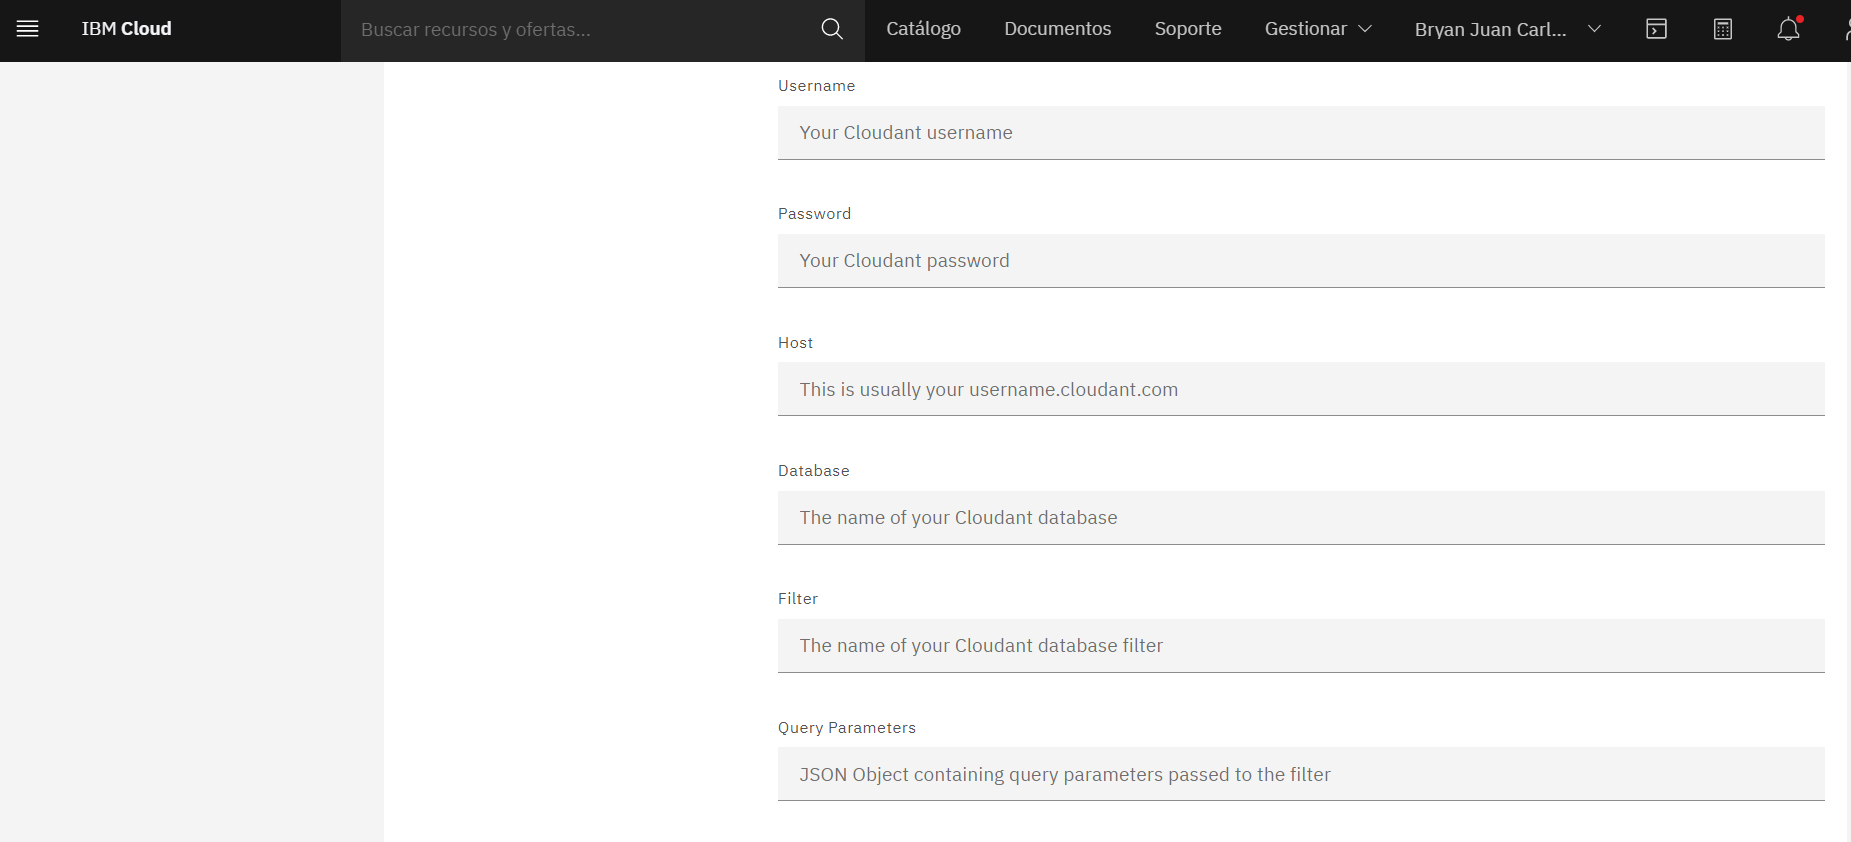 IBM Cloud
Buscar recursos y ofertas...
Catálogo
Documentos
Soporte
Gestionar
Bryan Juan Carl...
Username
Your Cloudant username
Password
Your Cloudant password
Host
This is usually your username.cloudant.com
Database
The name of your Cloudant database
Filter
The name of your Cloudant database filter
Query Parameters
JSON Object containing query parameters passed to the filter